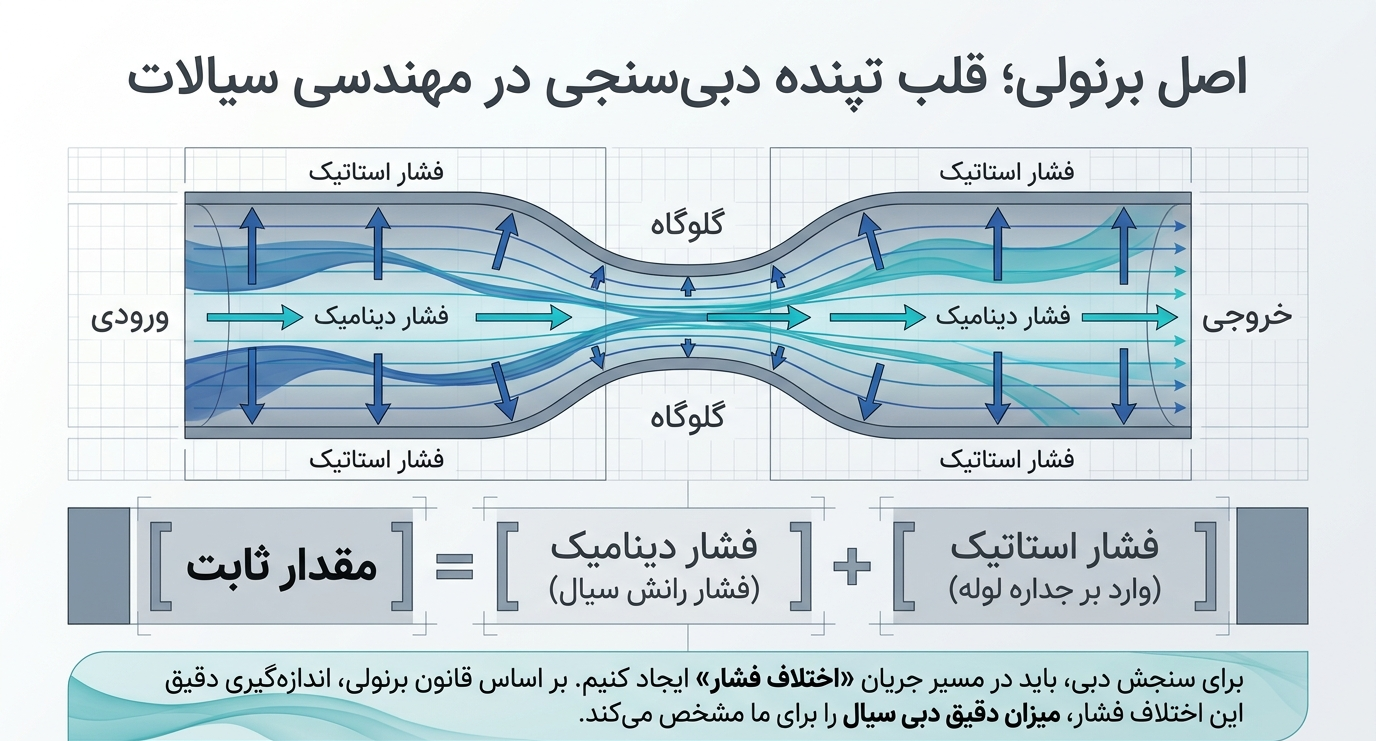 اصل برنولی؛ قلب تپنده دبی‌سنجی در مهندسی سیالات
فشار استاتیک
فشار استاتیک
گلوگاه
خروجی
فشار دینامیک
فشار دینامیک
ورودی
گلوگاه
فشار استاتیک
فشار استاتیک
[فشار استاتیک] + [فشار دینامیک] = [مقدار ثابت]
(وارد بر جداره لوله)
(فشار رانش سیال)
برای سنجش دبی، باید در مسیر جریان «اختلاف فشار» ایجاد کنیم. بر اساس قانون برنولی، اندازه‌گیری دقیق
این اختلاف فشار، میزان دقیق دبی سیال را برای ما مشخص می‌کند.